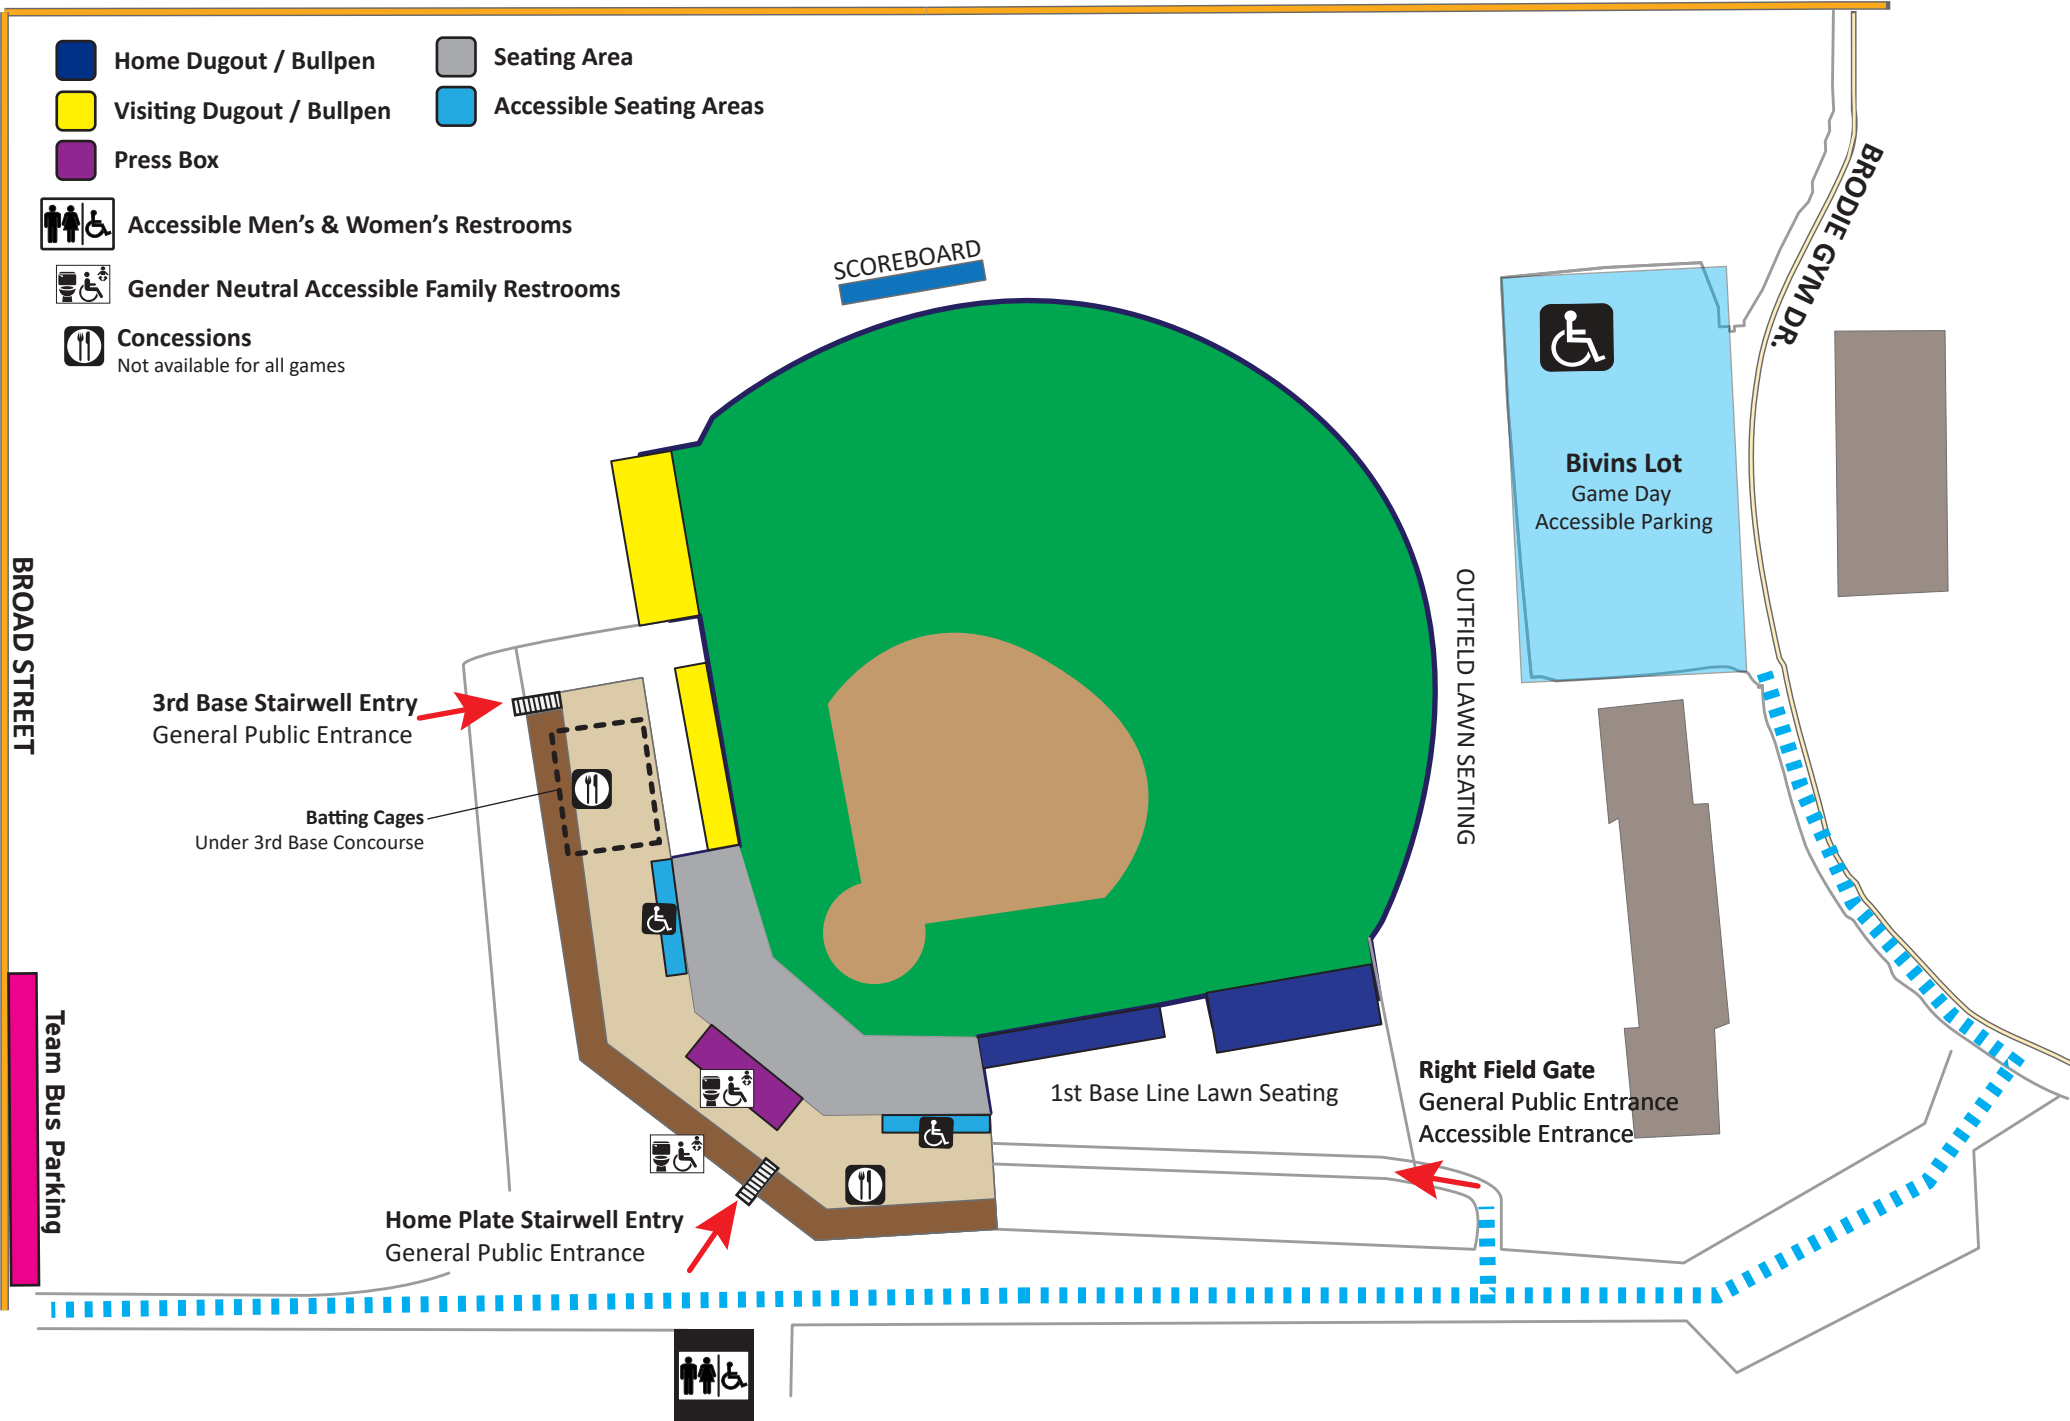 Home Dugout / Bullpen
Visiting Dugout / Bullpen
Press Box
Seating Area
Accessible Seating Areas
Accessible Men’s & Women’s Restrooms
Gender Neutral Accessible Family Restrooms
Concessions
Not available for all games
SCOREBOARD
BRODIE GYM DR.
Bivins Lot
Game Day
Accessible Parking
OUTFIELD LAWN SEATING
BROAD STREET
3rd Base Stairwell Entry
General Public Entrance
Batting Cages
Under 3rd Base Concourse
Team Bus Parking
1st Base Line Lawn Seating
Right Field Gate
General Public Entrance
Accessible Entrance
Home Plate Stairwell Entry
General Public Entrance